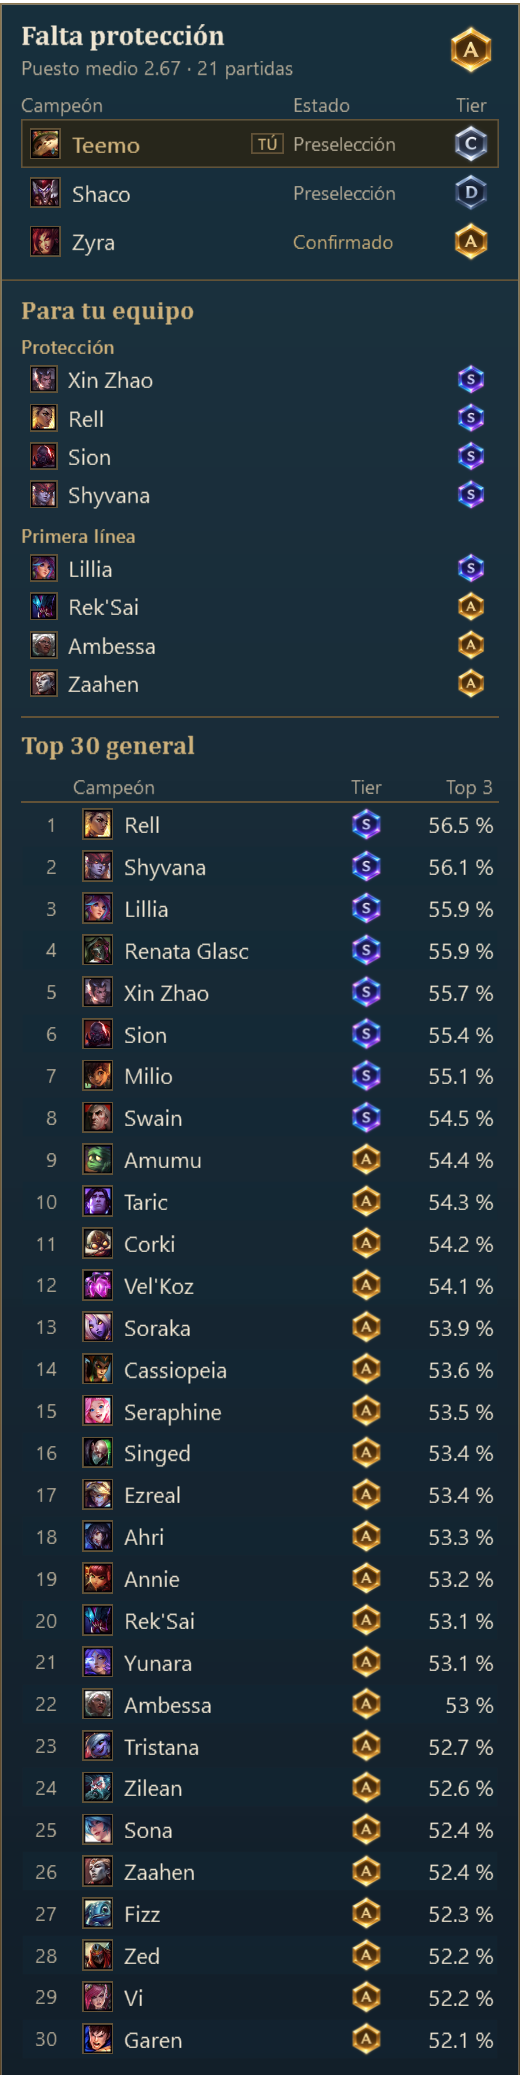 Falta protección
A
Puesto medio 2.67 · 21 partidas
Campeón Estado Tier
Teemo TÚ Preselección C
Shaco Preselección D
Zyra Confirmado A
Para tu equipo
Protección
Xin Zhao S
Rell S
Sion S
Shyvana S
Primera línea
Lillia S
Rek'Sai A
Ambessa A
Zaahen A
Top 30 general
Campeón Tier Top 3
1 Rell S 56.5 %
2 Shyvana S 56.1 %
3 Lillia S 55.9 %
4 Renata Glasc S 55.9 %
5 Xin Zhao S 55.7 %
6 Sion S 55.4 %
7 Milio S 55.1 %
8 Swain S 54.5 %
9 Amumu A 54.4 %
10 Taric A 54.3 %
11 Corki A 54.2 %
12 Vel'Koz A 54.1 %
13 Soraka A 53.9 %
14 Cassiopeia A 53.6 %
15 Seraphine A 53.5 %
16 Singed A 53.4 %
17 Ezreal A 53.4 %
18 Ahri A 53.3 %
19 Annie A 53.2 %
20 Rek'Sai A 53.1 %
21 Yunara A 53.1 %
22 Ambessa A 53 %
23 Tristana A 52.7 %
24 Zilean A 52.6 %
25 Sona A 52.4 %
26 Zaahen A 52.4 %
27 Fizz A 52.3 %
28 Zed A 52.2 %
29 Vi A 52.2 %
30 Garen A 52.1 %